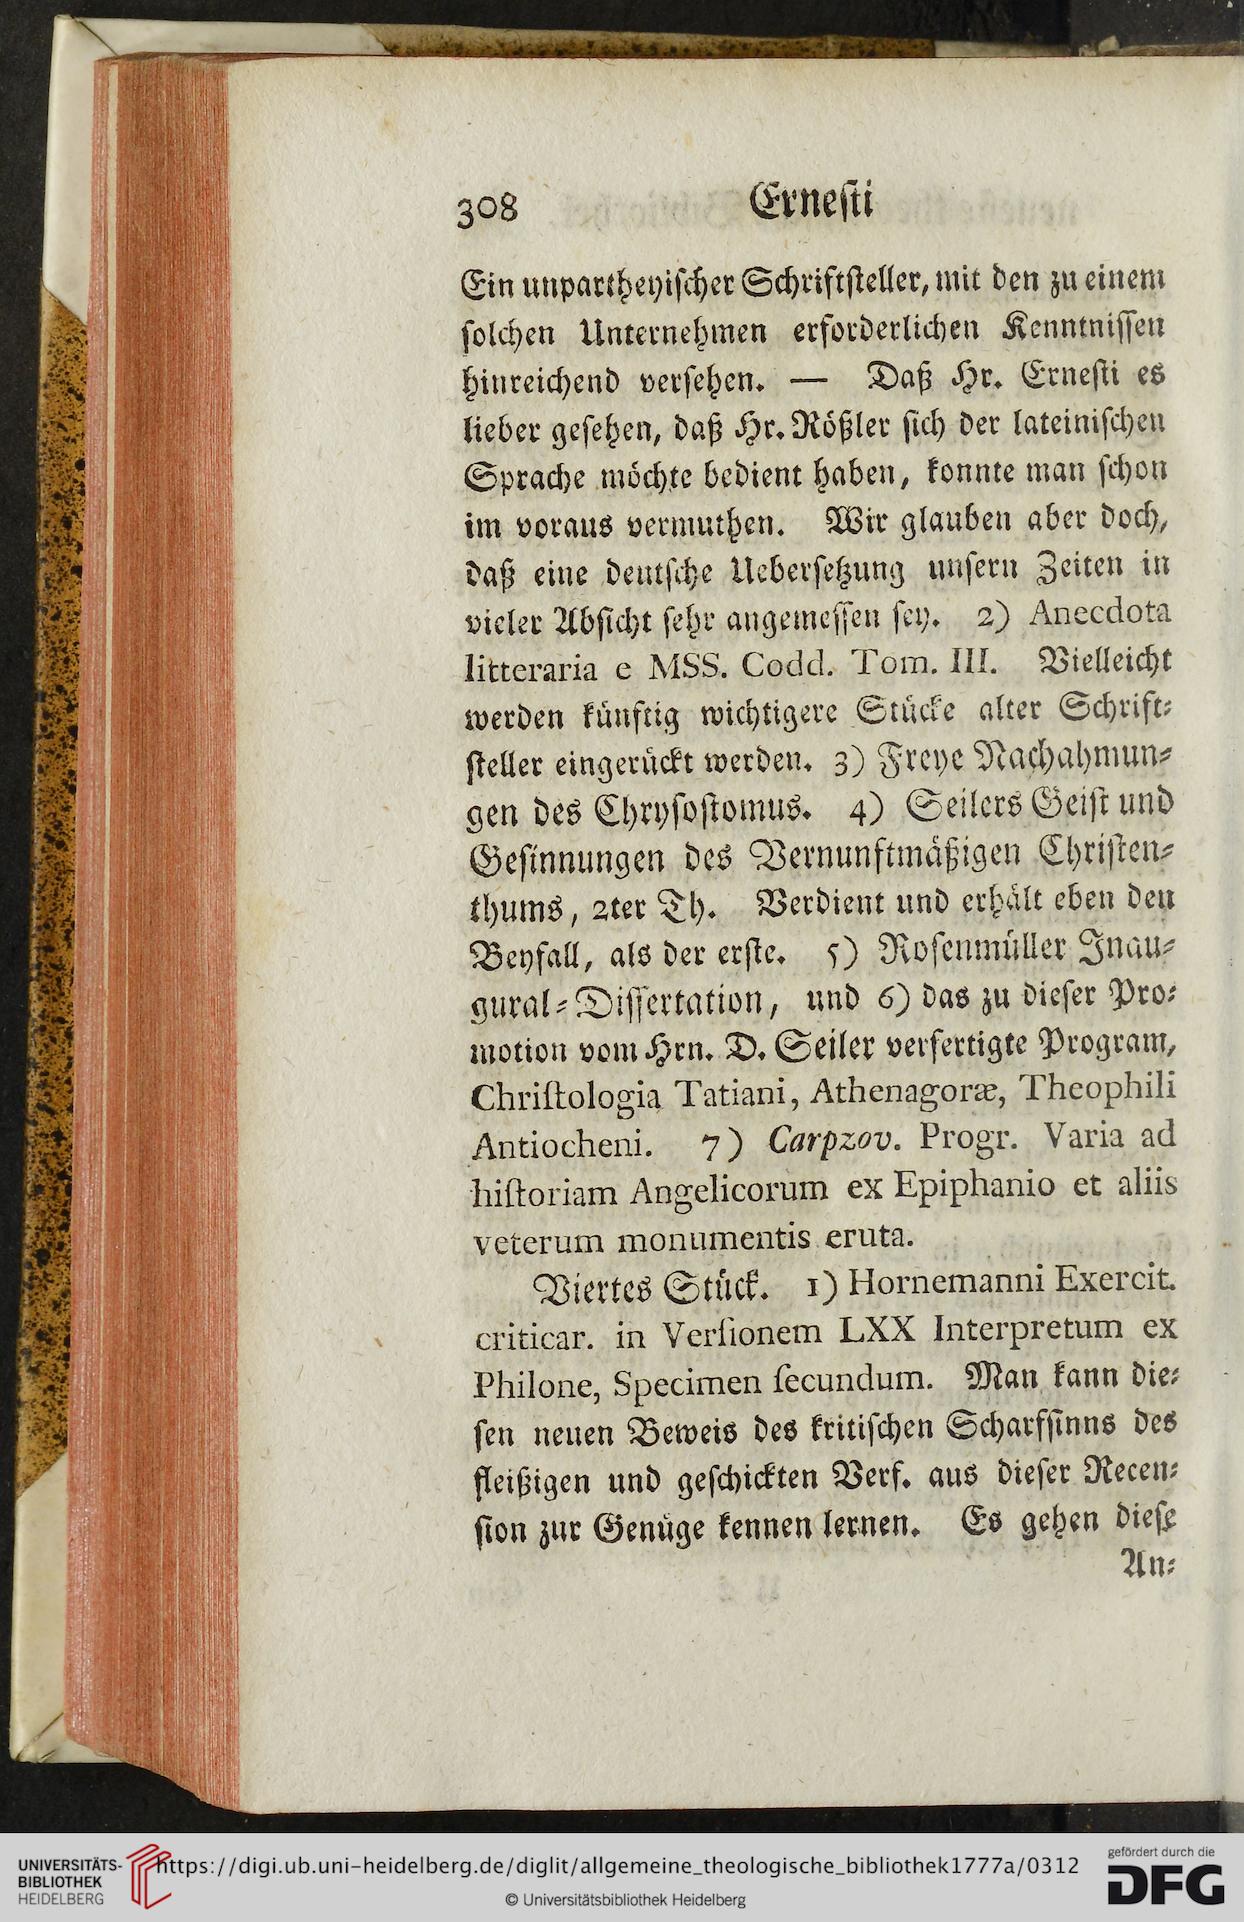 308 Erneſti
Ein unpartheyiſcher Schriftſteller, mit den zu einem
ſolchen Unternehmen erforderlichen Kenntniſſen
hinreichend verſehen. — Daß Hr. Erneſti es
lieber geſehen, daß Hr. Rößler ſich der lateiniſchen
Sprache möchte bedient haben, konnte man ſchon
im voraus vermuthen. Wir glauben aber doch,
daß eine deutſche Ueberſetzung unſern Zeiten in
vieler Abſicht ſehr angemeſſen ſey. 2) Anecdota
litteraria e MSS. Codd. Tom. III. Vielleicht
werden künftig wichtigere Stücke alter Schrift⸗
ſteller eingerückt werden. 3) Freye Nachahmun⸗
gen des Chryſoſtomus. 4) Seilers Geiſt und
Geſinnungen des Vernunftmäßigen Chriſten⸗
thums, 2ter Th. Verdient und erhält eben den
Beyfall, als der erſte. 5) Roſenmüller Inau⸗
gural⸗Diſſertation, und 6) das zu dieſer Pro⸗
motion vom Hrn. D. Seiler verfertigte Program,
Chriſtologia Tatiani, Athenagoræ, Theophili
Antiocheni. 7) Carpzov. Progr. Varia ad
hiſtoriam Angelicorum ex Epiphanio et aliis
veterum monumentis eruta.
Viertes Stück. 1) Hornemanni Exercit.
criticar. in Verſionem LXX Interpretum ex
Philone, Specimen ſecundum. Man kann die⸗
ſen neuen Beweis des kritiſchen Scharfſinns des
fleißigen und geſchickten Verf. aus dieſer Recen⸗
ſion zur Genüge kennen lernen. Es gehen dieſe
An⸗
UNIVERSITÄTS-
BIBLIOTHEK
HEIDELBERG
https://digi.ub.uni-heidelberg.de/diglit/allgemeine_theologische_bibliothek1777a/0312
© Universitätsbibliothek Heidelberg
gefördert durch die
DFG